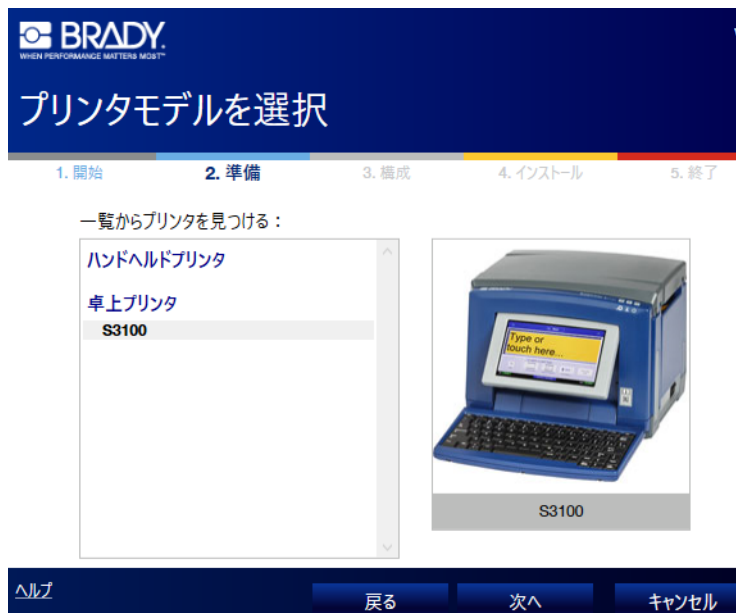 BRADY.
WHEN PERFORMANCE MATTERS MOST™
プリンタモデルを選択
1. 開始
2. 準備
3. 構成
4. インストール
5. 終了
一覧からプリンタを見つける：
ハンドヘルドプリンタ
卓上プリンタ
S3100
Type or
touch here...
S3100
ヘルプ
戻る
次へ
キャンセル